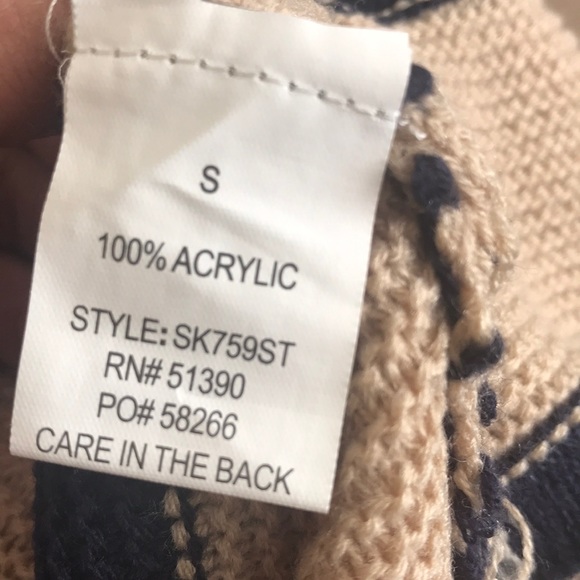 S
100% ACRYLIC
STYLE: SK759ST
RN# 51390
PO# 58266
CARE IN THE BACK